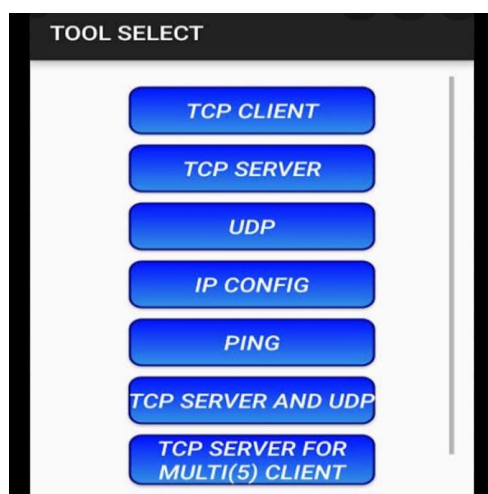 TOOL SELECT
TCP CLIENT
TCP SERVER
UDP
IP CONFIG
PING
TCP SERVER AND UDP
TCP SERVER FOR
MULTI(5) CLIENT